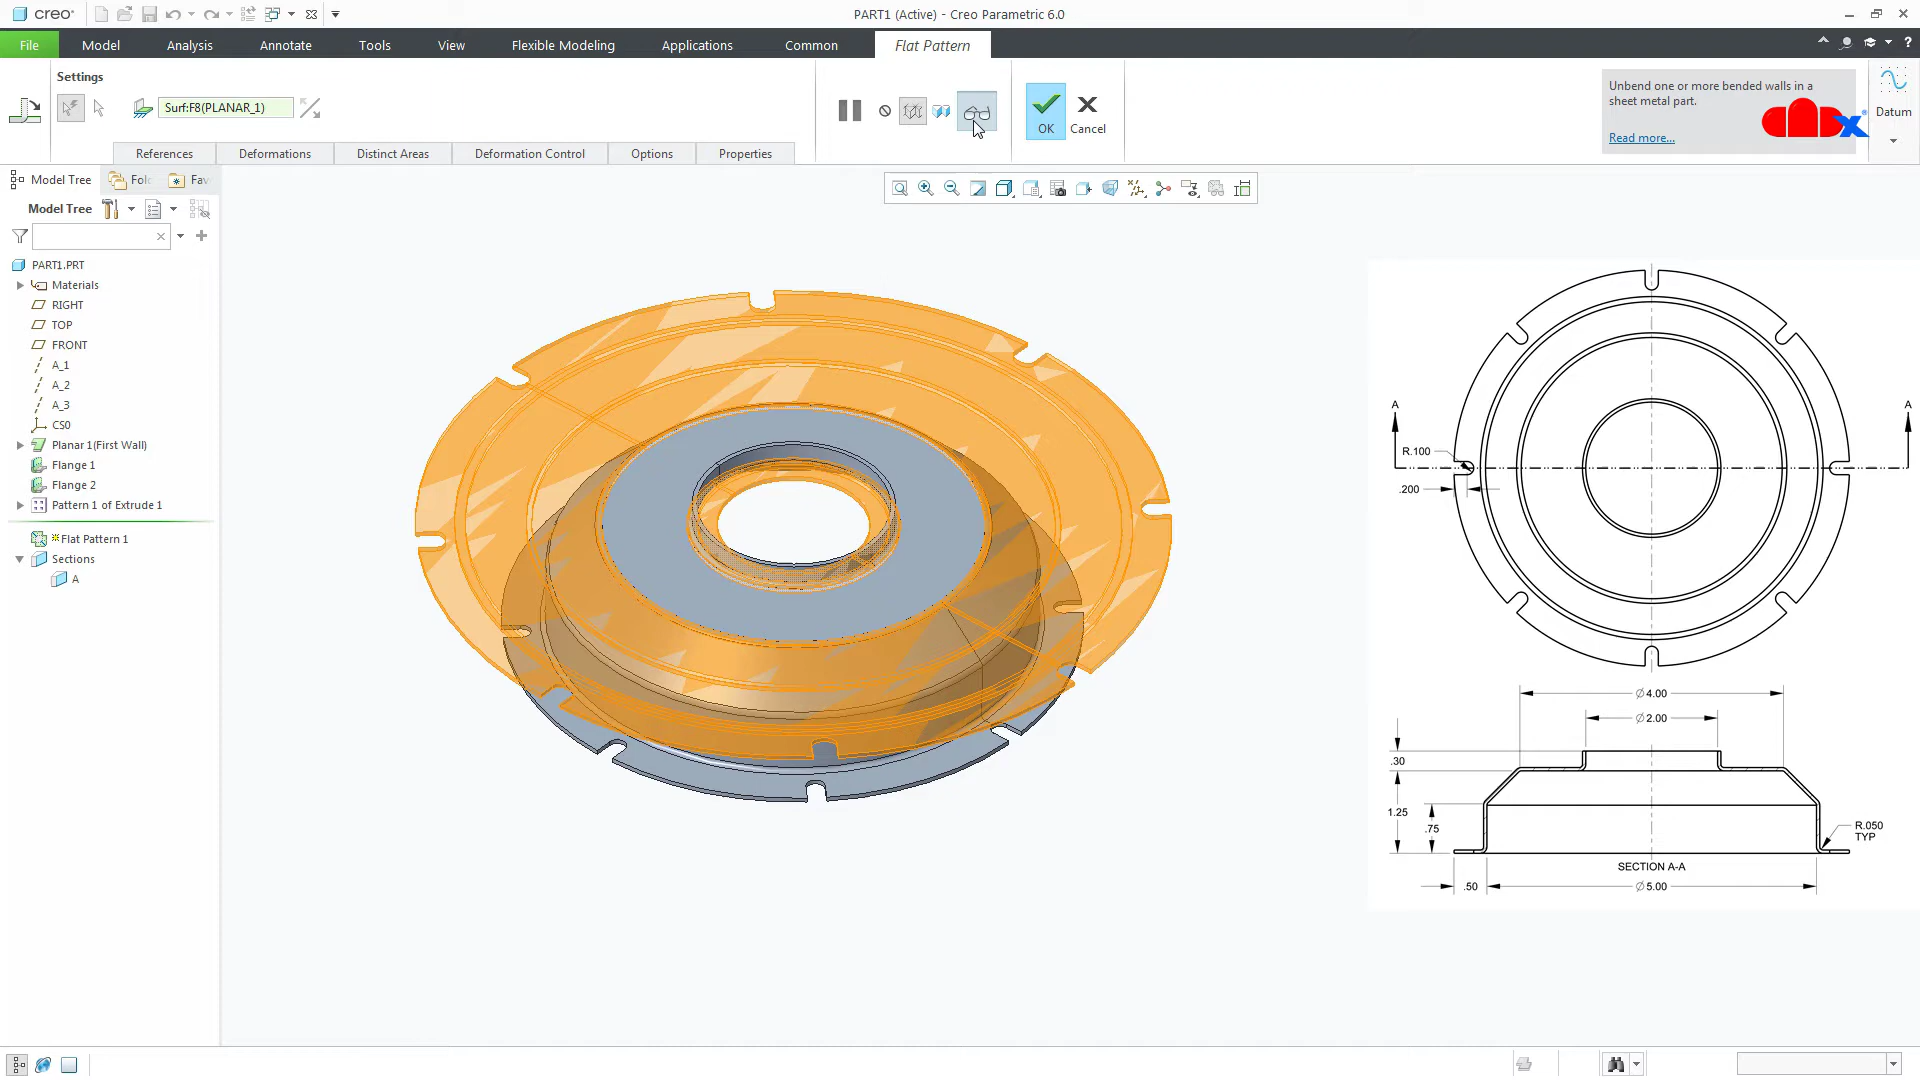 creo
PART1 (Active) - Creo Parametric 6.0
File
Model
Analysis
Annotate
Tools
View
Flexible Modeling
Applications
Common
Flat Pattern
Settings
Surf:F8(PLANAR_1)
OK
Cancel
References
Deformations
Distinct Areas
Deformation Control
Options
Properties
Unbend one or more bended walls in a
sheet metal part.
Read more...
Datum
Model Tree
Fol
Fav
Model Tree
PART1.PRT
Materials
RIGHT
TOP
FRONT
A_1
A_2
A_3
CS0
Planar 1(First Wall)
Flange 1
Flange 2
Pattern 1 of Extrude 1
Flat Pattern 1
Sections
A
A
A
R.100
.200
∅ 4.00
∅ 2.00
.30
1.25
.75
R.050
TYP
SECTION A-A
.50
∅ 5.00